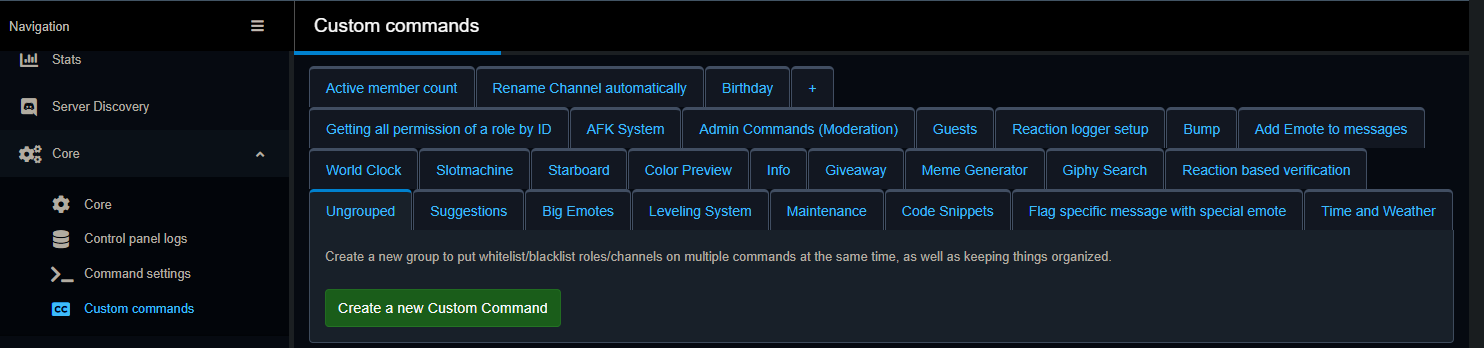 Navigation
Stats
Server Discovery
Core
Core
Control panel logs
Command settings
CC Custom commands
Custom commands
Active member count Rename Channel automatically Birthday +
Getting all permission of a role by ID AFK System Admin Commands (Moderation) Guests Reaction logger setup Bump Add Emote to messages
World Clock Slotmachine Starboard Color Preview Info Giveaway Meme Generator Giphy Search Reaction based verification
Ungrouped Suggestions Big Emotes Leveling System Maintenance Code Snippets Flag specific message with special emote Time and Weather
Create a new group to put whitelist/blacklist roles/channels on multiple commands at the same time, as well as keeping things organized.
Create a new Custom Command